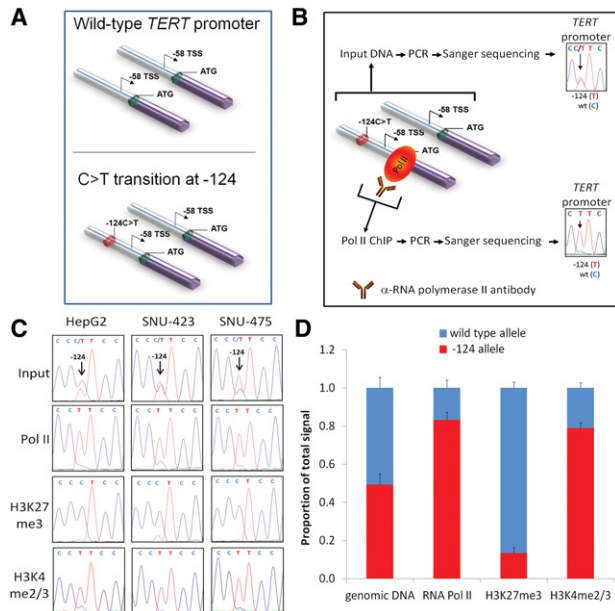 A
Wild-type TERT promoter
-58 TSS
-58 TSS
ATG
ATG
C>T transition at -124
-58 TSS
-124C>T
-58 TSS
ATG
ATG
B
TERT
promoter
Input DNA PCR Sanger sequencing
C C/T T C
-124 (T)
wt (C)
-58 TSS
-124C>T
-58 TSS
ATG
ATG
Pol II
TERT
promoter
C T T C
Pol II ChIP PCR Sanger sequencing
-124 (T)
wt (C)
α-RNA polymerase II antibody
C
HepG2 SNU-423 SNU-475
C C C/T T C C C C C/T T C C C C C/T T C C
-124 -124 -124
Input
C C T T C C C C T T C C C C T T C C
Pol II
C C C T C C C C C T C C C C C T C C
H3K27
me3
C C T T C C C C T T C C C C T T C C
H3K4
me2/3
D
wild type allele
-124 allele
Proportion of total signal
1.2
1.0
0.8
0.6
0.4
0.2
0.0
genomic DNA RNA Pol II H3K27me3 H3K4me2/3